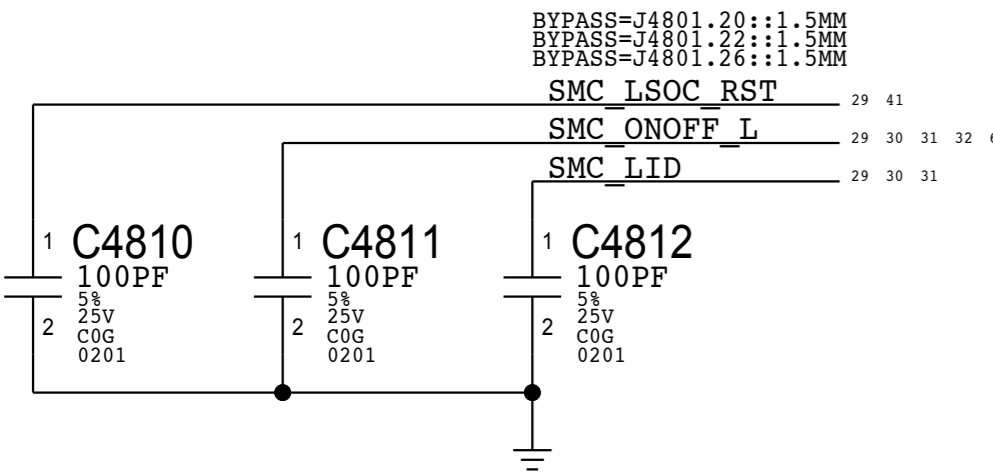 BYPASS=J4801.20::1.5MM
BYPASS=J4801.22::1.5MM
BYPASS=J4801.26::1.5MM
SMC_LSOC_RST 29 41
SMC_ONOFF_L 29 30 31 32
SMC_LID 29 30 31
1 C4810
100PF
5%
25V
2
C0G
0201
1 C4811
100PF
5%
25V
2
C0G
0201
1 C4812
100PF
5%
25V
2
C0G
0201